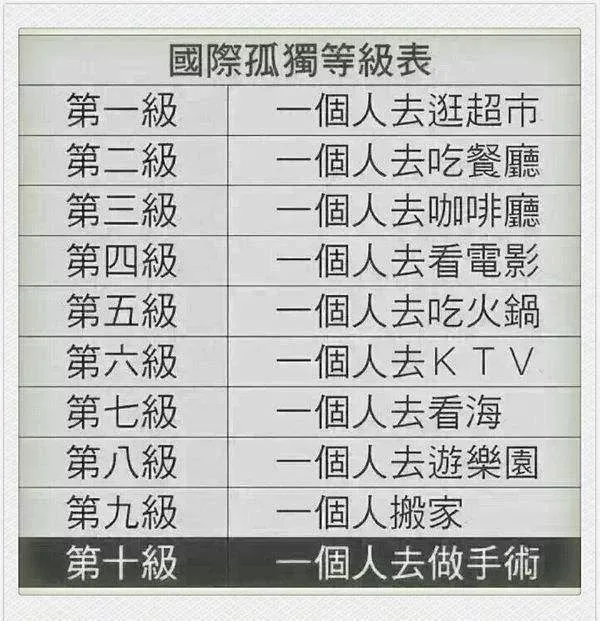 國際孤獨等級表
第一級 一個人去逛超市
第二級 一個人去吃餐廳
第三級 一個人去咖啡廳
第四級 一個人去看電影
第五級 一個人去吃火鍋
第六級 一個人去ＫＴＶ
第七級 一個人去看海
第八級 一個人去遊樂園
第九級 一個人搬家
第十級 一個人去做手術